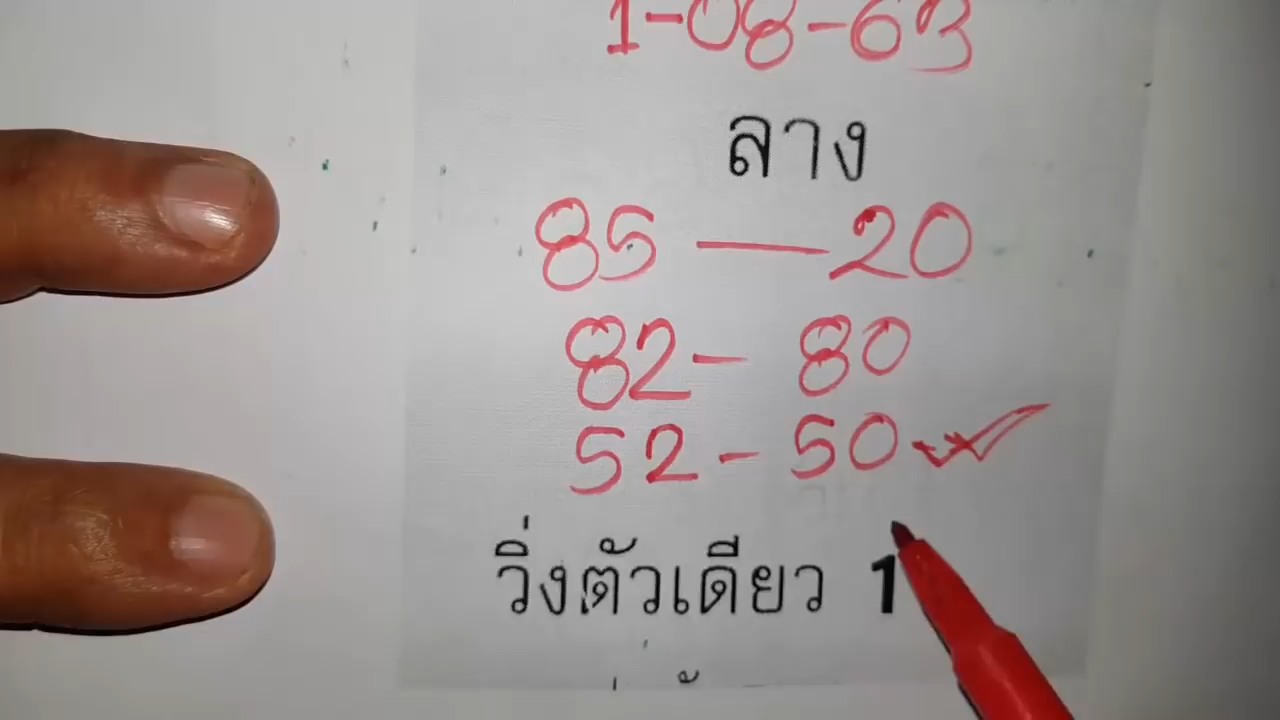 1-08-63
ลาง
85 — 20
82 - 80
52 - 50
วิ่งตัวเดียว 1